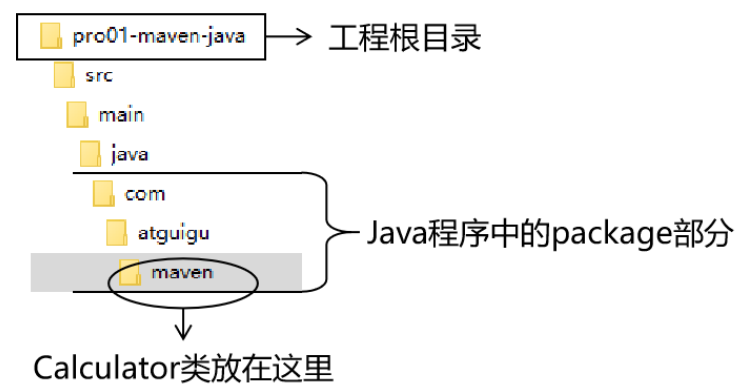 pro01-maven-java
工程根目录
src
main
java
com
atguigu
Java程序中的package部分
maven
Calculator类放在这里